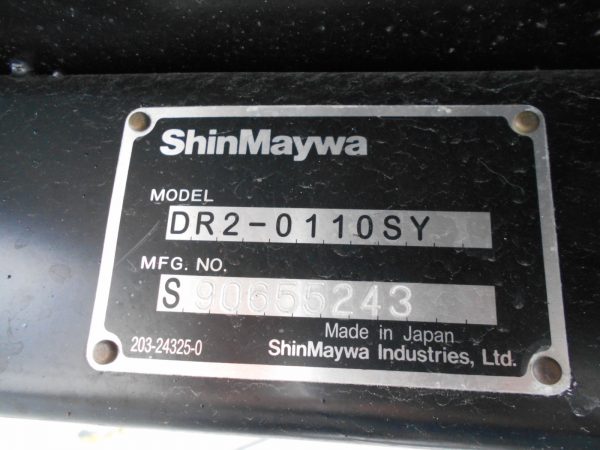 ShinMaywa
MODEL
DR2-0110SY
MFG. NO.
S 90655243
Made in Japan
203-24325-0 ShinMaywa Industries, Ltd.